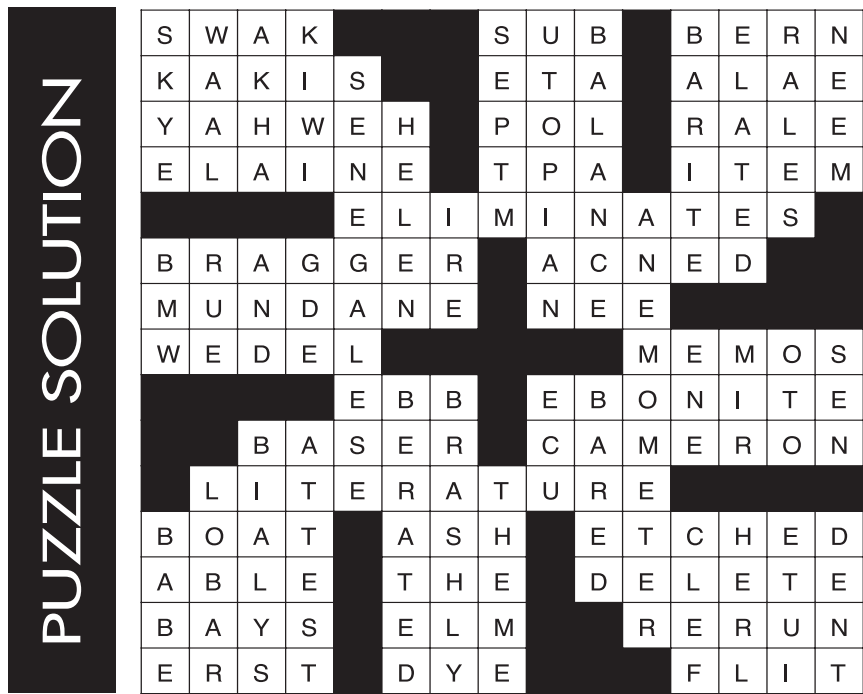 PUZZLE SOLUTION
S W A K S U B B E R N
K A K I S E T A A L A E
Y A H W E H P O L R A L E
E L A I N E T P A I T E M
E L I M I N A T E S
B R A G G E R A C N E D
M U N D A N E N E E
W E D E L M E M O S
E B B E B O N I T E
B A S E R C A M E R O N
L I T E R A T U R E
B O A T A S H E T C H E D
A B L E T H E D E L E T E
B A Y S E L M R E R U N
E R S T D Y E F L I T